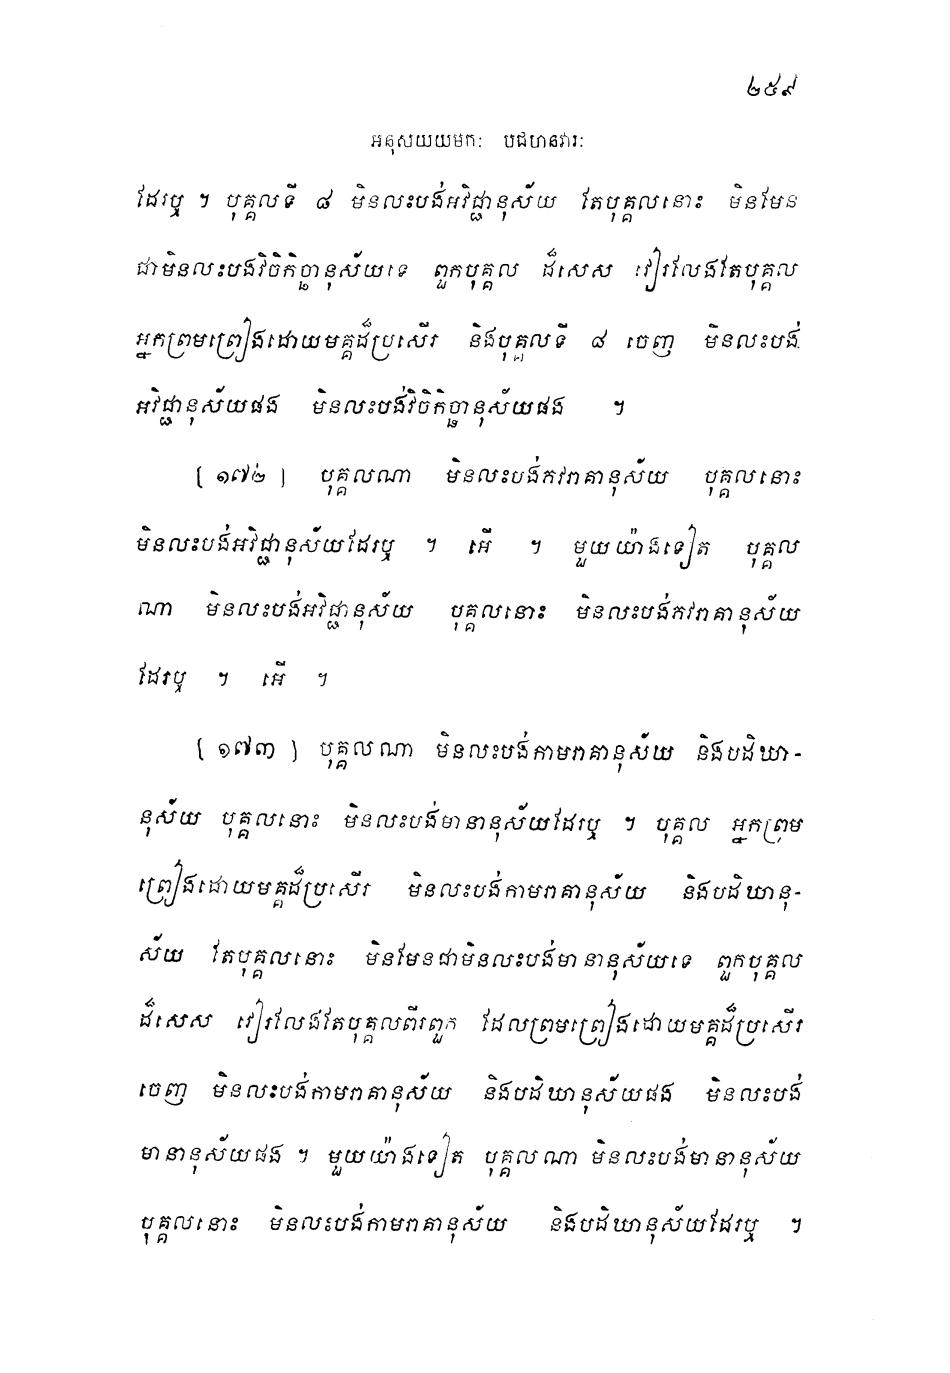 ២៥៩
អនុសយយមកៈ បជហនវារៈ
ដែរឬ ។ បុគ្គលទី ៨ មិនលះបង់អវិជ្ជានុស័យ តែបុគ្គលនោះ មិនមែន
ជាមិនលះបងវិចិកិច្ឆានុស័យទេ ពួកបុគ្គល ដ៏សេស វៀរលែងតែបុគ្គល
អ្នកព្រមព្រៀងដោយមគ្គដ៏ប្រសើរ និងបុគ្គលទី ៨ ចេញ មិនលះបង់
អវិជ្ជានុស័យផង មិនលះបង់វិចិកិច្ឆានុស័យផង ។
[ ១៧២ ] បុគ្គលណា មិនលះបង់ភវរាគានុស័យ បុគ្គលនោះ
មិនលះបង់អវិជ្ជានុស័យដែរឬ ។ អើ ។ មួយយ៉ាងទៀត បុគ្គល
ណា មិនលះបង់អវិជ្ជានុស័យ បុគ្គលនោះ មិនលះបង់ភវរាគានុស័យ
ដែរឬ ។ អើ ។
[ ១៧៣ ] បុគ្គលណា មិនលះបង់កាមរាគានុស័យ និងបដិឃា-
នុស័យ បុគ្គលនោះ មិនលះបង់មានានុស័យដែរឬ ។ បុគ្គល អ្នកព្រម
ព្រៀងដោយមគ្គដ៏ប្រសើរ មិនលះបង់កាមរាគានុស័យ និងបដិឃានុ-
ស័យ តែបុគ្គលនោះ មិនមែនជាមិនលះបង់មានានុស័យទេ ពួកបុគ្គល
ដ៏សេស វៀរលែងតែបុគ្គលពីរពួក ដែលព្រមព្រៀងដោយមគ្គដ៏ប្រសើរ
ចេញ មិនលះបង់កាមរាគានុស័យ និងបដិឃានុស័យផង មិនលះបង់
មានានុស័យផង ។ មួយយ៉ាងទៀត បុគ្គលណា មិនលះបង់មានានុស័យ
បុគ្គលនោះ មិនលះបង់កាមរាគានុស័យ និងបដិឃានុស័យដែរឬ ។